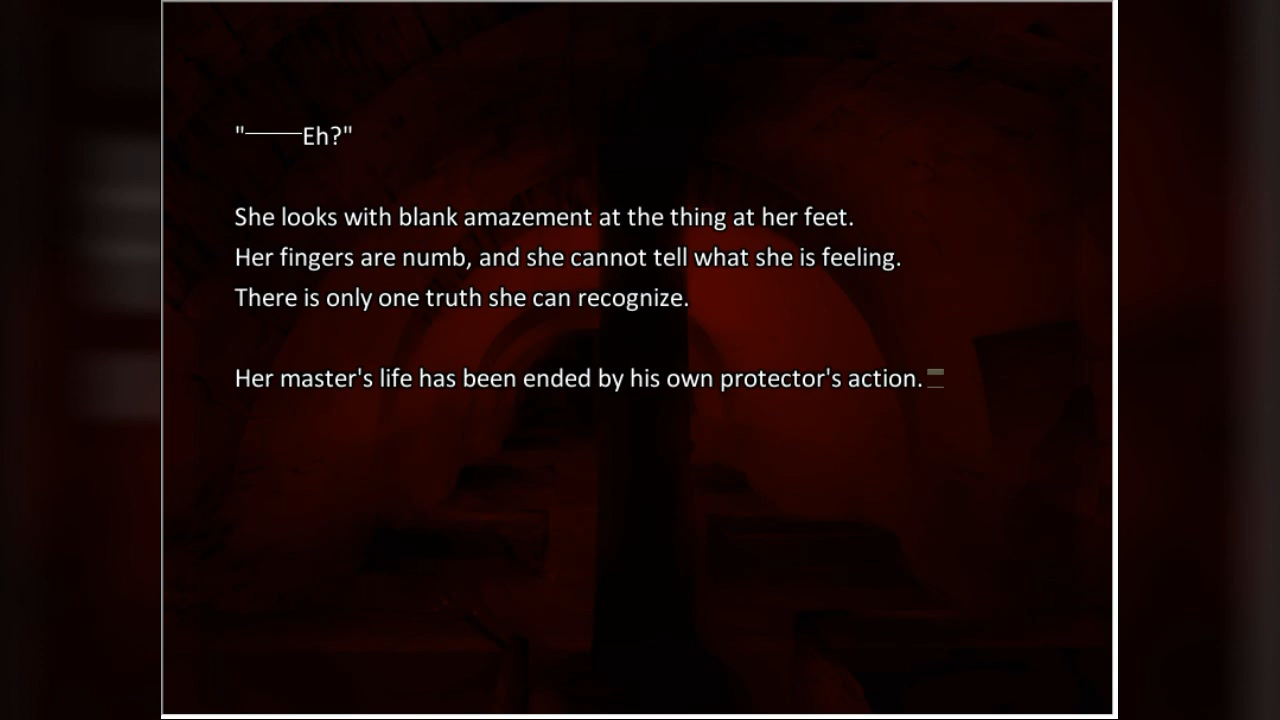 "———Eh?"
She looks with blank amazement at the thing at her feet.
Her fingers are numb, and she cannot tell what she is feeling.
There is only one truth she can recognize.
Her master's life has been ended by his own protector's action.